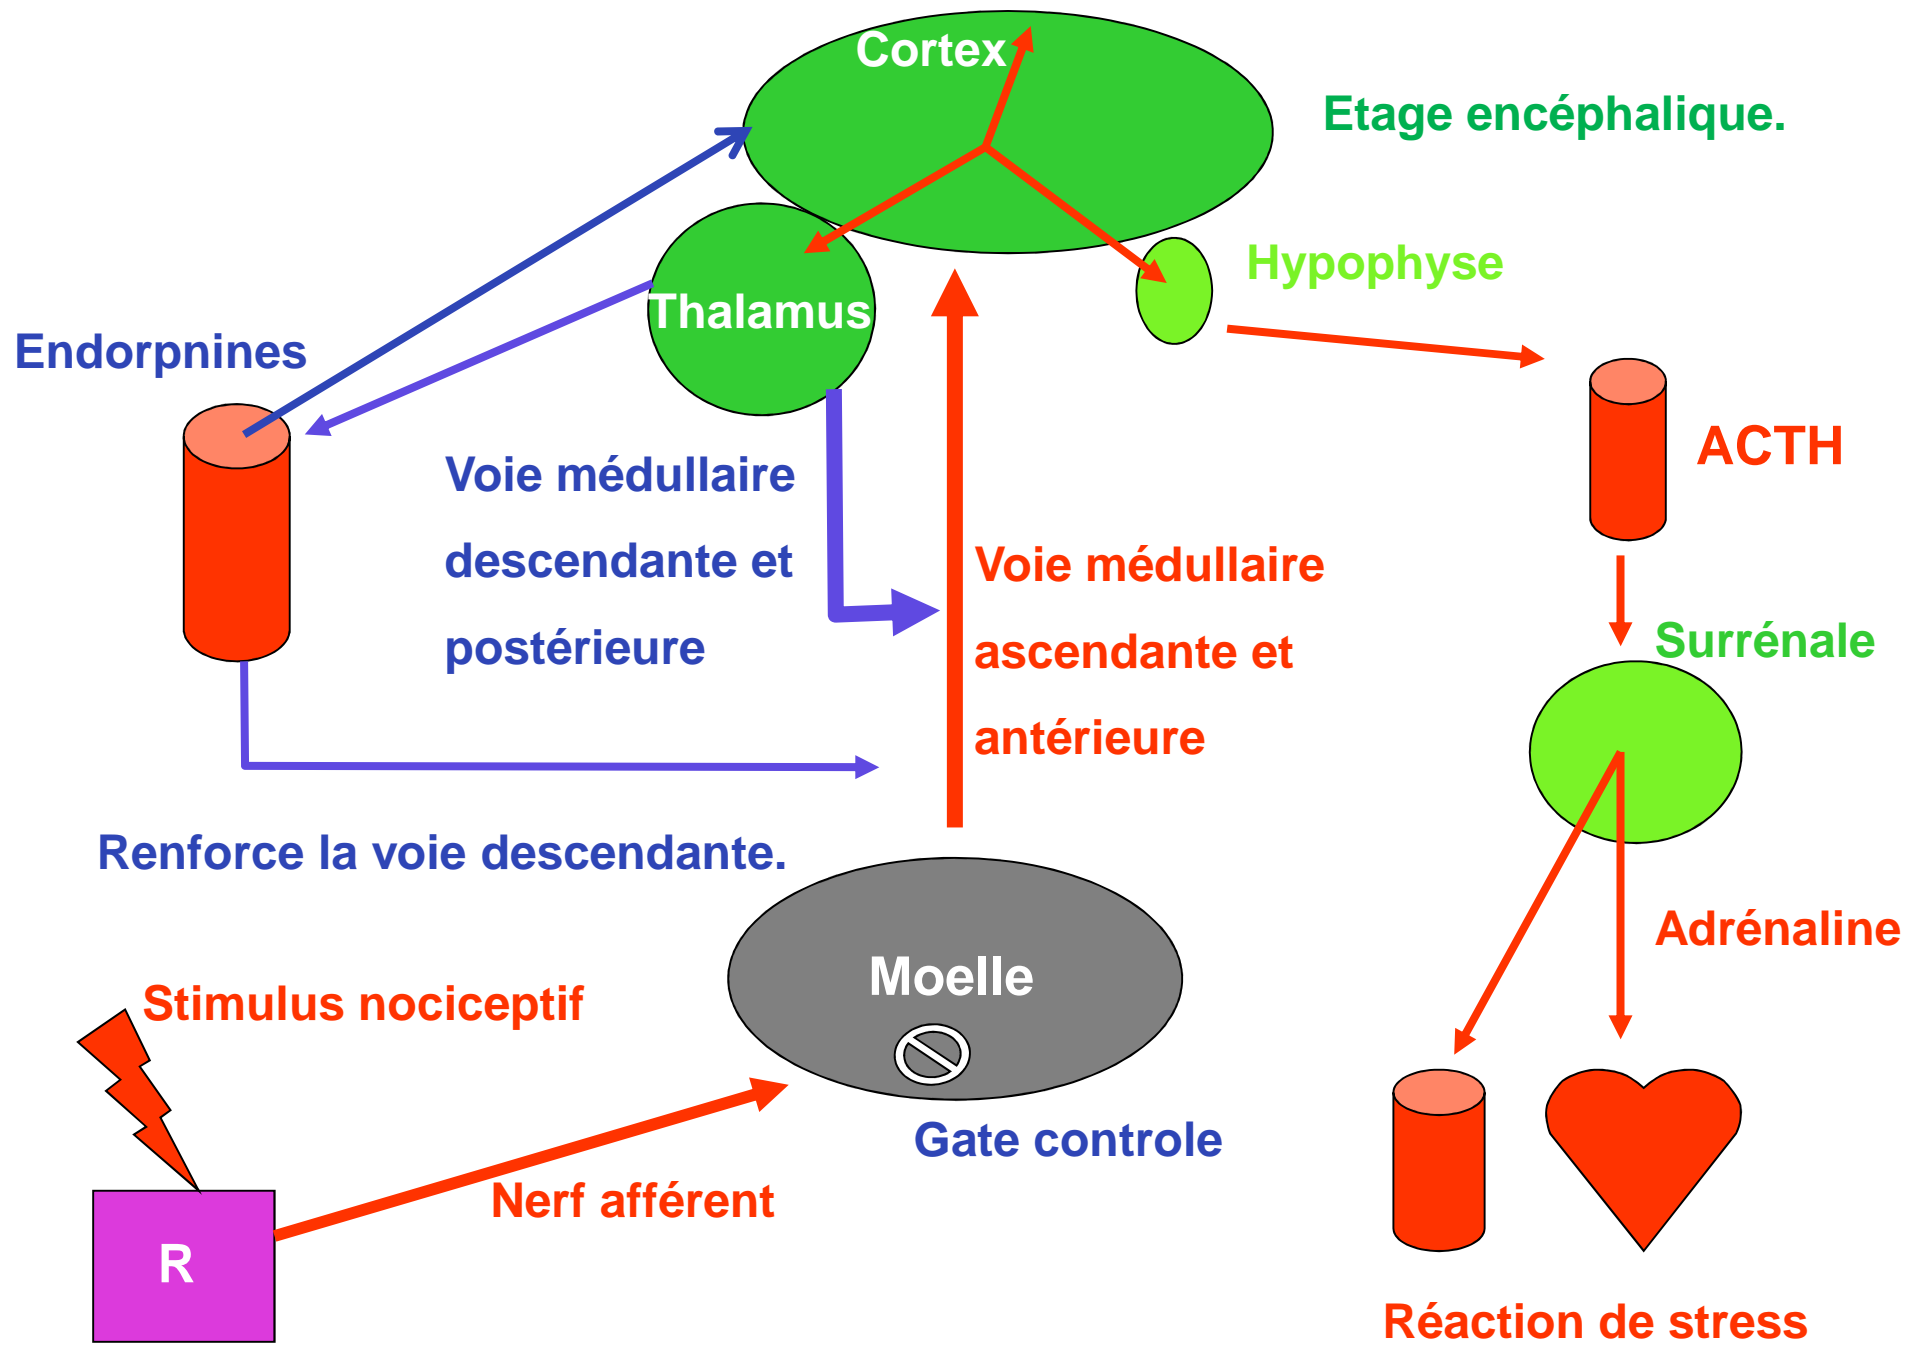 Cortex
Etage encéphalique.
Hypophyse
Thalamus
Endorpnines
ACTH
Voie médullaire
descendante et
postérieure
Voie médullaire
ascendante et
antérieure
Surrénale
Renforce la voie descendante.
Adrénaline
Moelle
Stimulus nociceptif
Gate controle
Nerf afférent
R
Réaction de stress